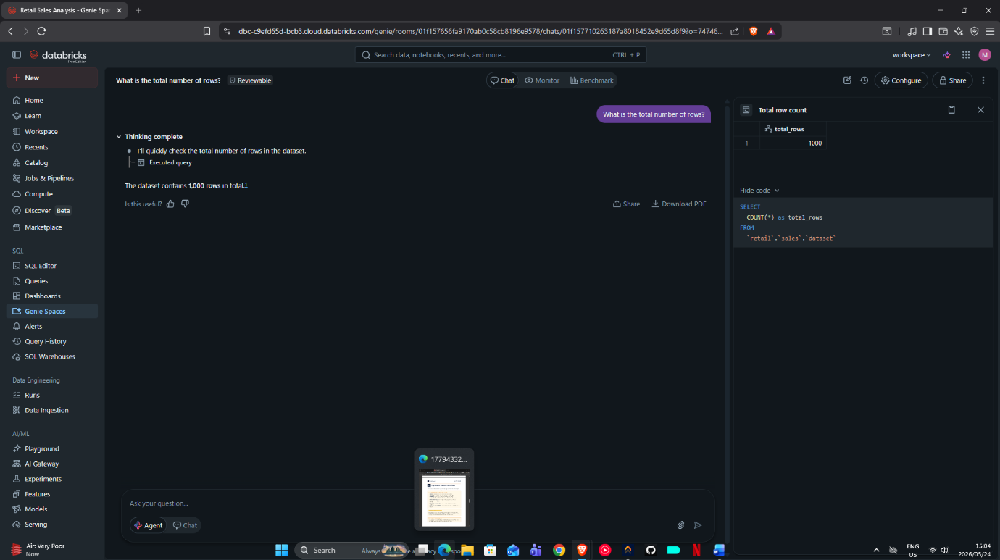 Retail Sales Analysis - Genie Spac
dbc-c9efd65d-bcb3.cloud.databricks.com/genie/rooms/01f157656fa9170ab0c58cb8196e9578/chats/01f157710263187a8018452e9d65d8f9?o=74746...
databricks
Free Edition
Search data, notebooks, recents, and more...
CTRL + P
workspace
M
New
Home
Learn
Workspace
Recents
Catalog
Jobs & Pipelines
Compute
Discover
Beta
Marketplace
SQL
SQL Editor
Queries
Dashboards
Genie Spaces
Alerts
Query History
SQL Warehouses
Data Engineering
Runs
Data Ingestion
AI/ML
Playground
AI Gateway
Experiments
Features
Models
Serving
What is the total number of rows?
Reviewable
Chat
Monitor
Benchmark
Configure
Share
What is the total number of rows?
Thinking complete
I'll quickly check the total number of rows in the dataset.
Executed query
The dataset contains 1,000 rows in total.1
Is this useful?
Share
Download PDF
Total row count
total_rows
1
1000
Hide code
SELECT
COUNT(*) as total_rows
FROM
`retail`.`sales`.`dataset`
17794332...
Ask your question...
Agent
Chat
Air: Very Poor
Now
Search
Always
ENG
US
15:04
2026/05/24